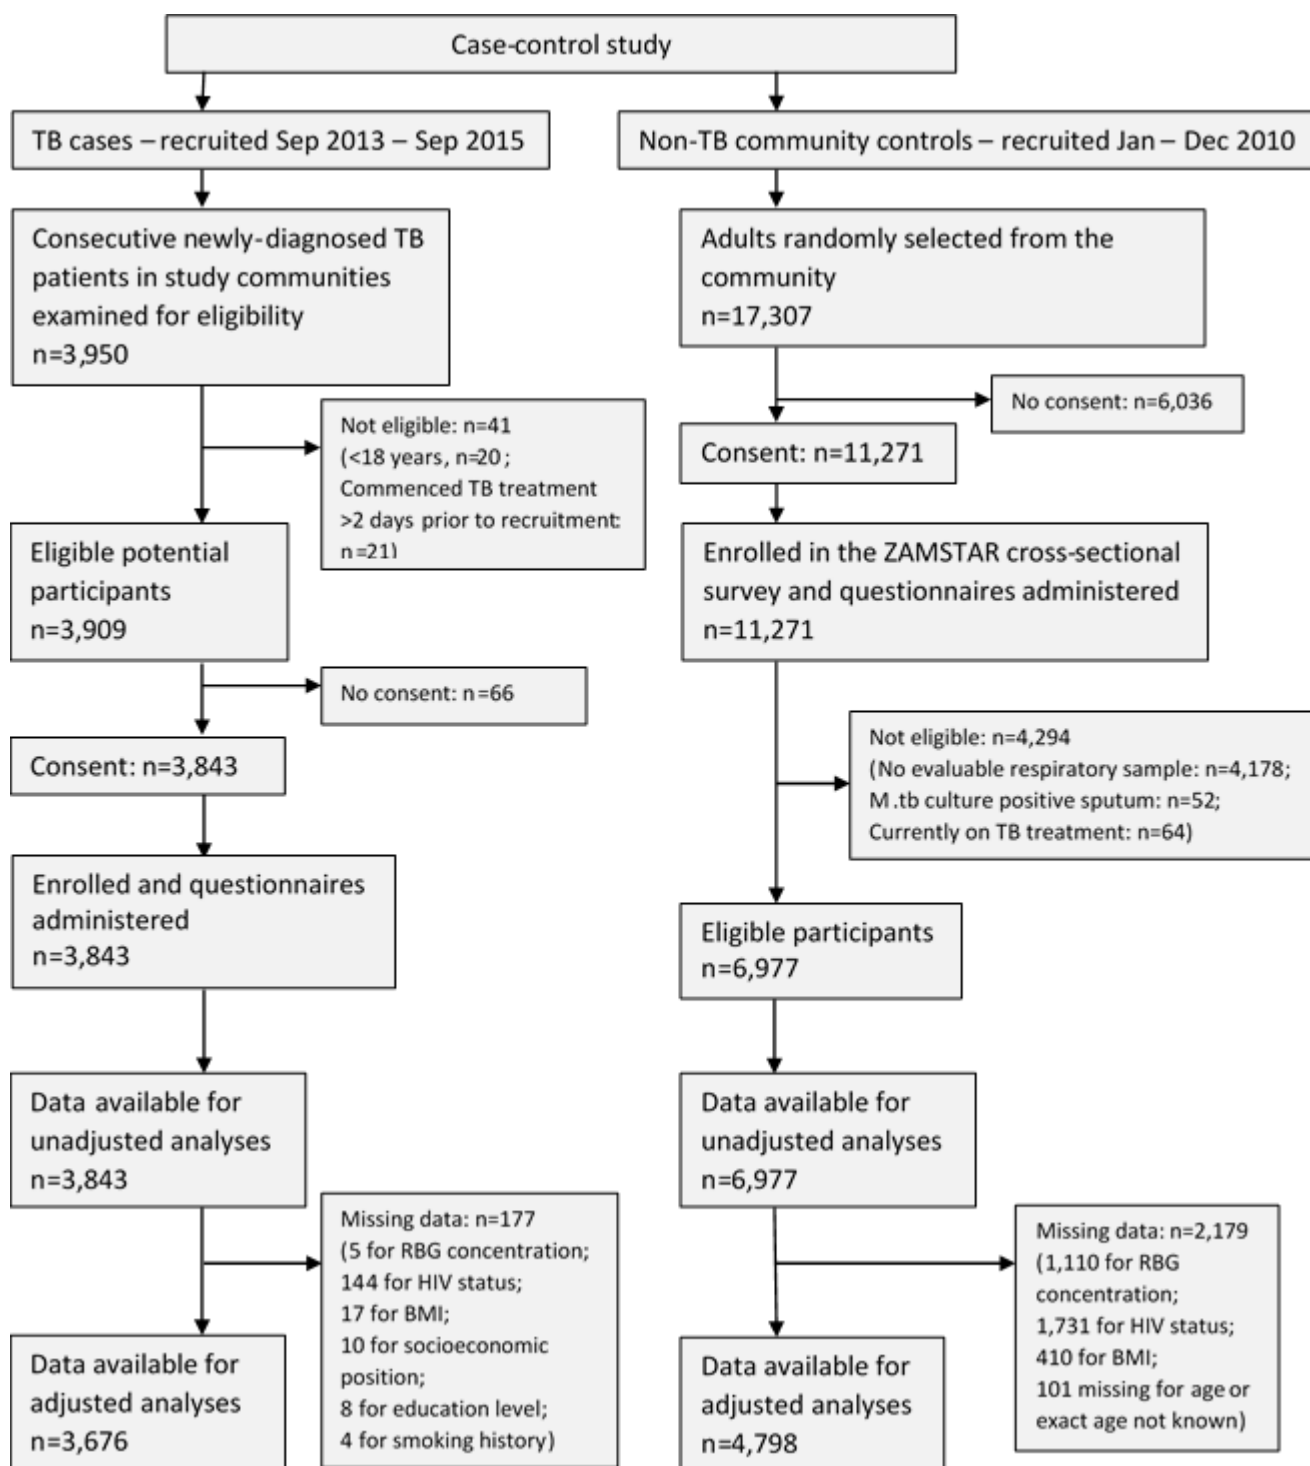 Case-control study
TB cases – recruited Sep 2013 – Sep 2015
Consecutive newly-diagnosed TB
patients in study communities
examined for eligibility
n=3,950
Not eligible: n=41
(<18 years, n=20;
Commenced TB treatment
>2 days prior to recruitment:
n=21)
Eligible potential
participants
n=3,909
No consent: n=66
Consent: n=3,843
Enrolled and questionnaires
administered
n=3,843
Data available for
unadjusted analyses
n=3,843
Missing data: n=177
(5 for RBG concentration;
144 for HIV status;
17 for BMI;
10 for socioeconomic
position;
8 for education level;
4 for smoking history)
Data available for
adjusted analyses
n=3,676
Non-TB community controls – recruited Jan – Dec 2010
Adults randomly selected from the
community
n=17,307
No consent: n=6,036
Consent: n=11,271
Enrolled in the ZAMSTAR cross-sectional
survey and questionnaires administered
n=11,271
Not eligible: n=4,294
(No evaluable respiratory sample: n=4,178;
M.tb culture positive sputum: n=52;
Currently on TB treatment: n=64)
Eligible participants
n=6,977
Data available for
unadjusted analyses
n=6,977
Missing data: n=2,179
(1,110 for RBG
concentration;
1,731 for HIV status;
410 for BMI;
101 missing for age or
exact age not known)
Data available for
adjusted analyses
n=4,798